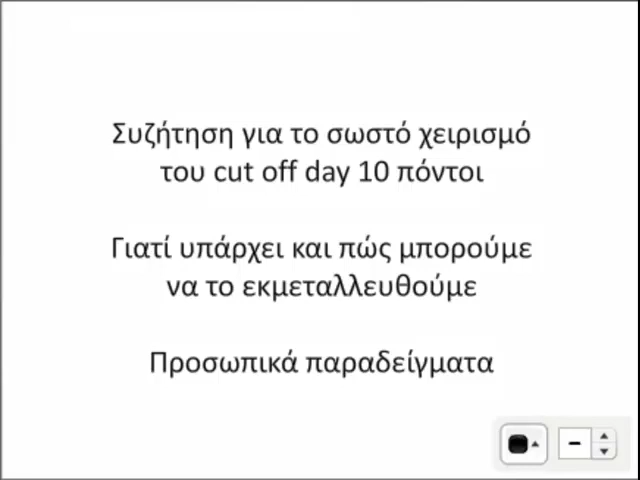 Συζήτηση για το σωστό χειρισμό
του cut off day 10 πόντοι
Γιατί υπάρχει και πώς μπορούμε
να το εκμεταλλευθούμε
Προσωπικά παραδείγματα